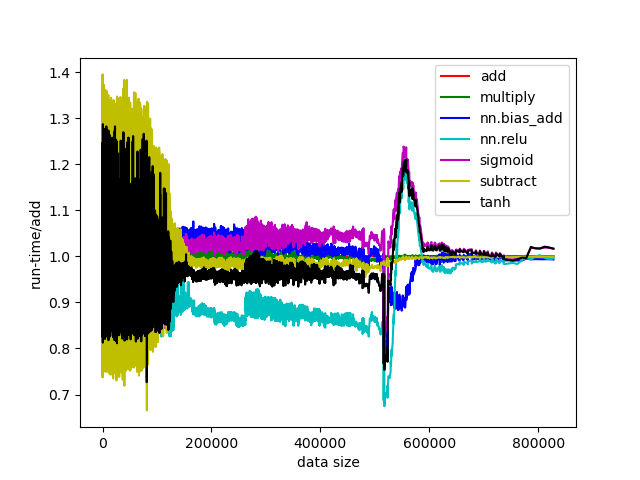 1.4
1.3
1.2
1.1
1.0
0.9
0.8
0.7
run-time/add
0
200000
400000
600000
800000
data size
add
multiply
nn.bias_add
nn.relu
sigmoid
subtract
tanh